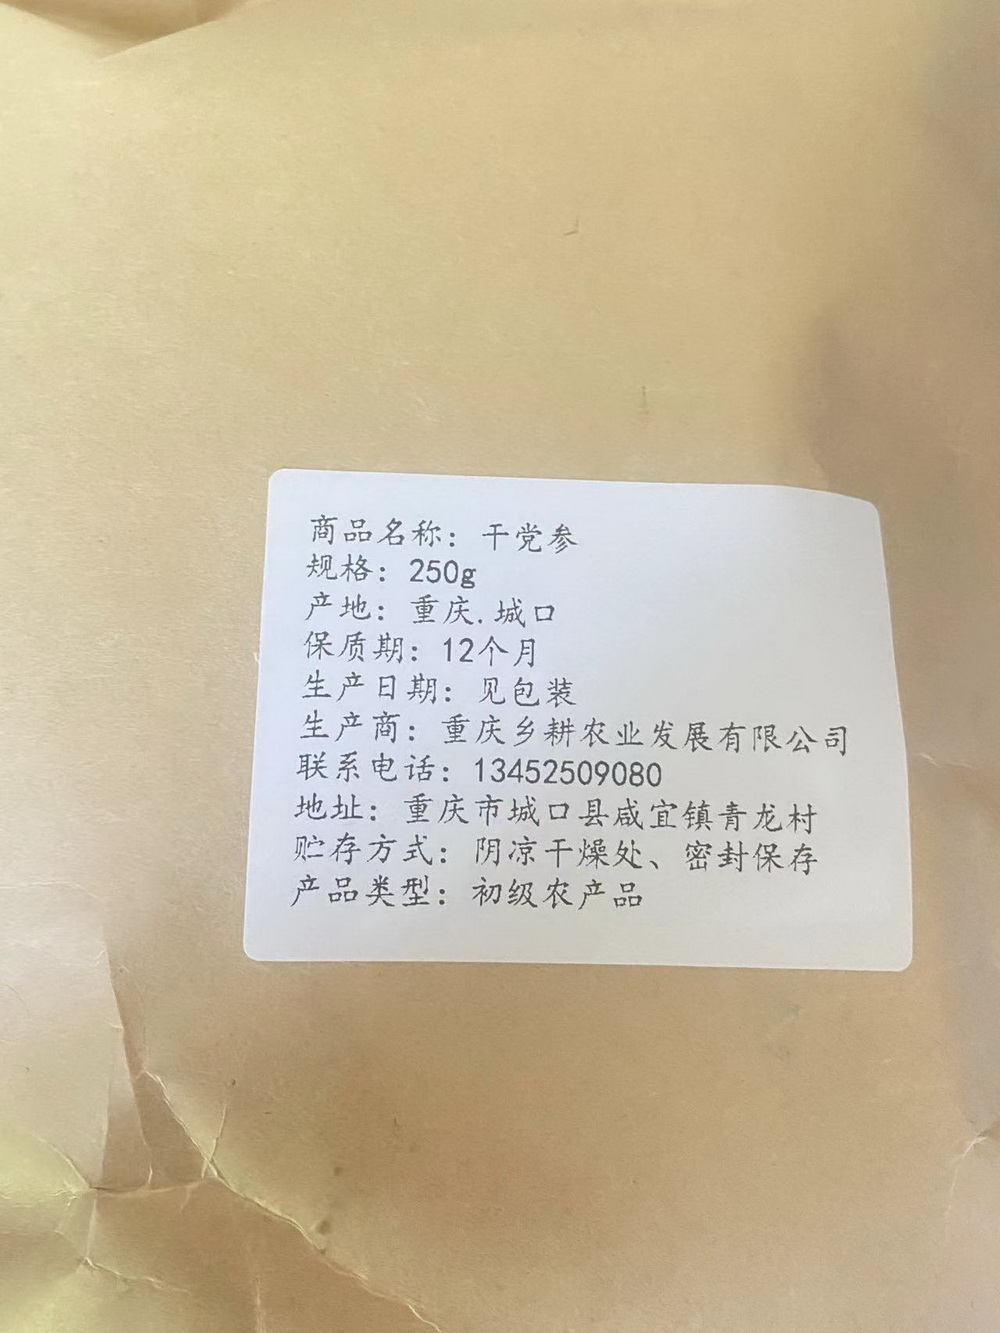 商品名称：干党参
规格：250g
产地：重庆.城口
保质期：12个月
生产日期：见包装
生产商：重庆乡耕农业发展有限公司
联系电话：13452509080
地址：重庆市城口县咸宜镇青龙村
贮存方式：阴凉干燥处、密封保存
产品类型：初级农产品